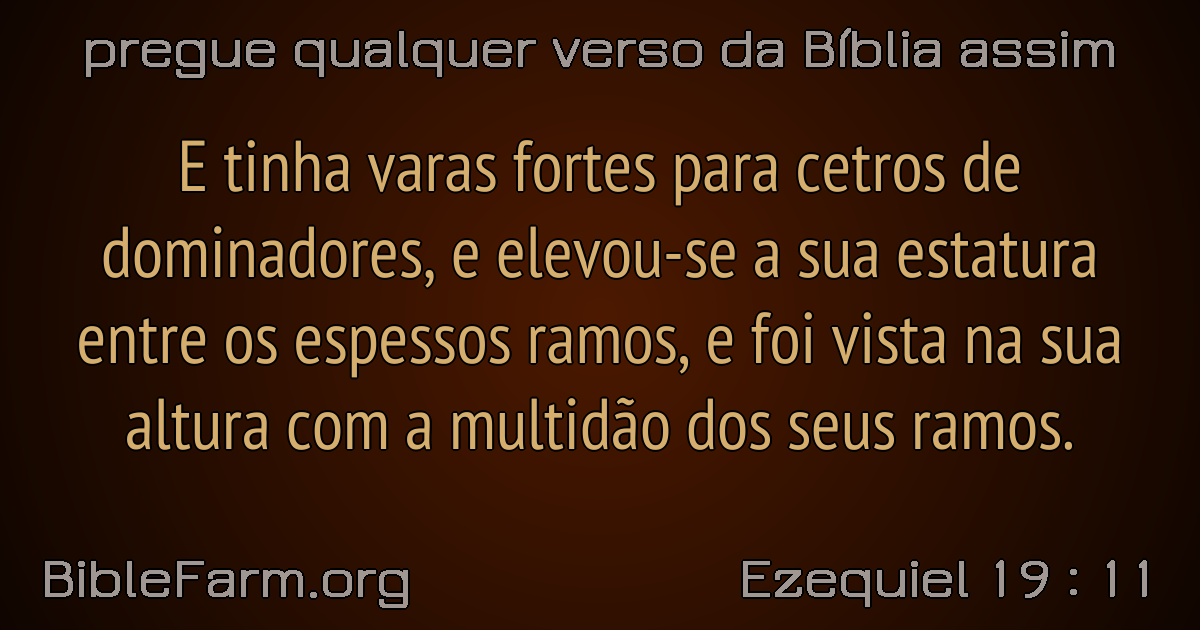 pregue qualquer verso da Bíblia assim
E tinha varas fortes para cetros de
dominadores, e elevou-se a sua estatura
entre os espessos ramos, e foi vista na sua
altura com a multidão dos seus ramos.
BibleFarm.org
Ezequiel 19 : 11